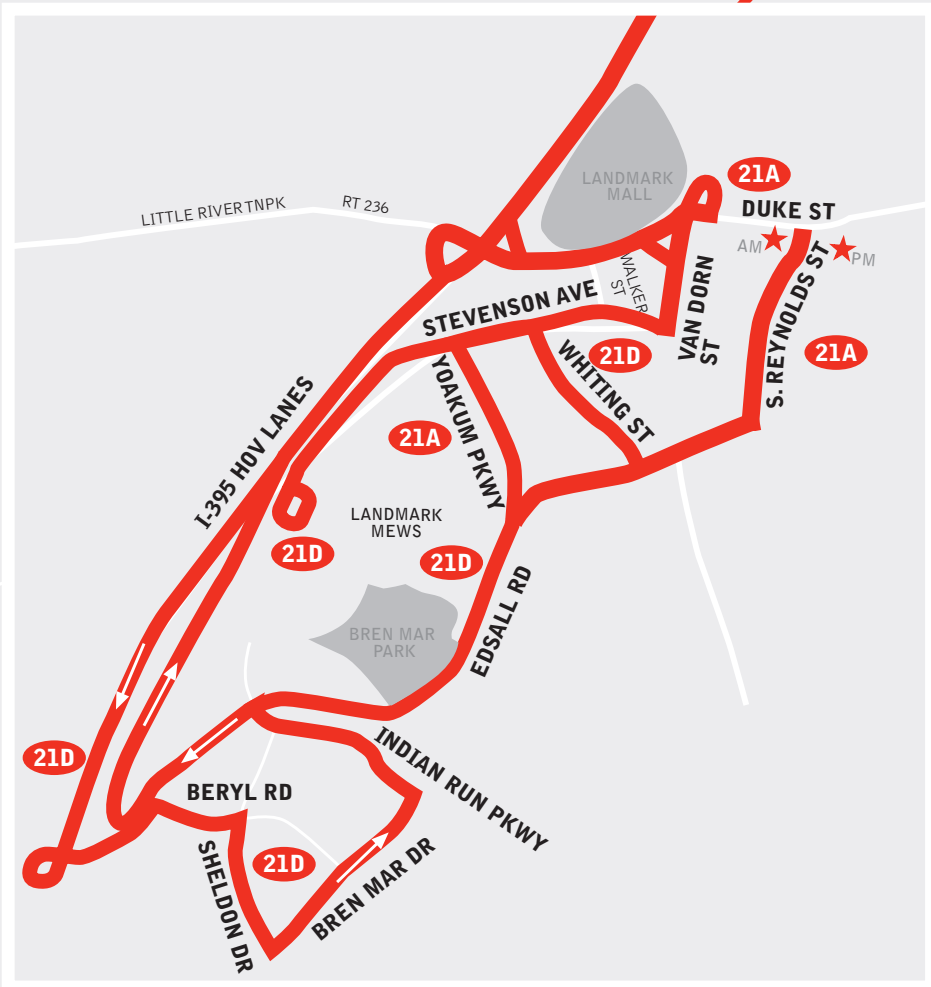 LANDMARK
MALL
21A
LITTLE RIVER TNPK
RT 236
DUKE ST
AM
PM
S. REYNOLDS ST
WALKER
ST
VAN DORN
ST
STEVENSON AVE
21D
WHITING ST
21A
YOAKUM PKWY
21A
I-395 HOV LANES
LANDMARK
MEWS
21D
21D
EDSALL RD
BREN MAR
PARK
21D
INDIAN RUN PKWY
BERYL RD
SHELDON DR
21D
BREN MAR DR